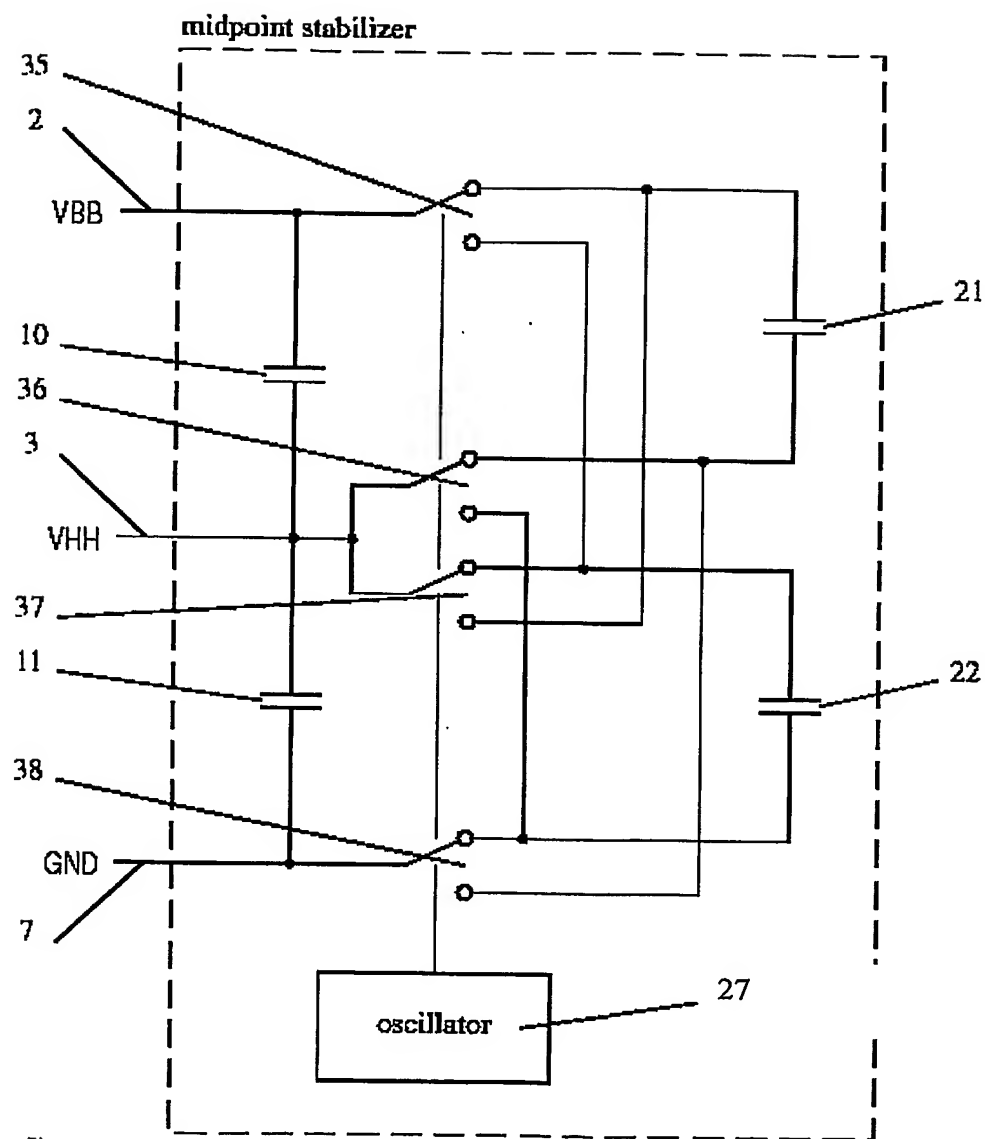 midpoint stabilizer
35
2
VBB
21
10
36
3
VHH
37
11
22
38
GND
7
27
oscillator